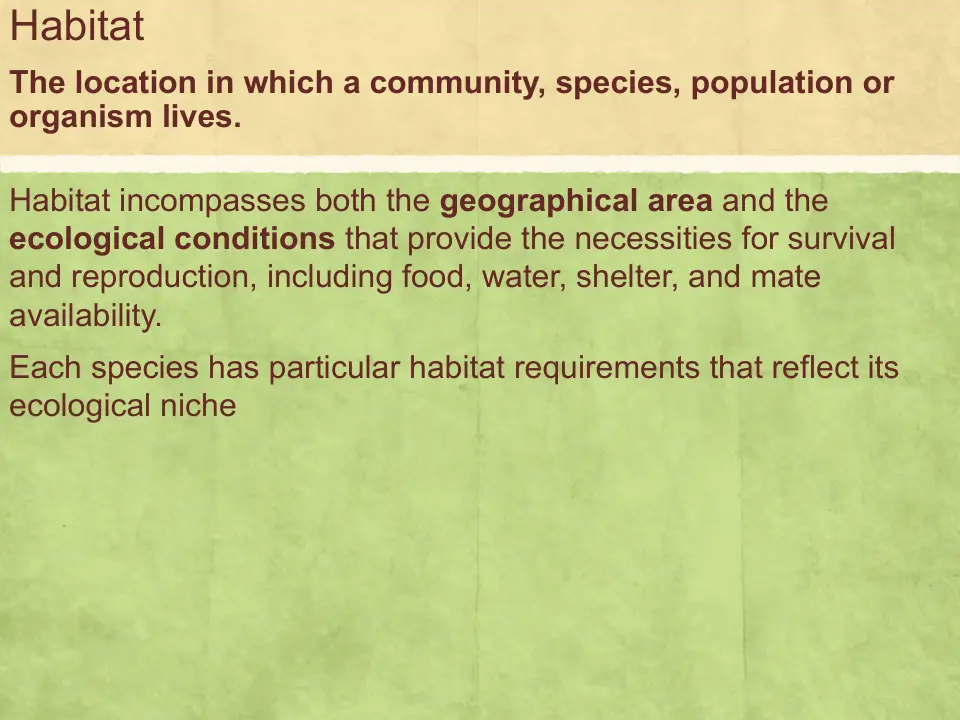 Habitat
The location in which a community, species, population or
organism lives.
Habitat incompasses both the geographical area and the
ecological conditions that provide the necessities for survival
and reproduction, including food, water, shelter, and mate
availability.
Each species has particular habitat requirements that reflect its
ecological niche